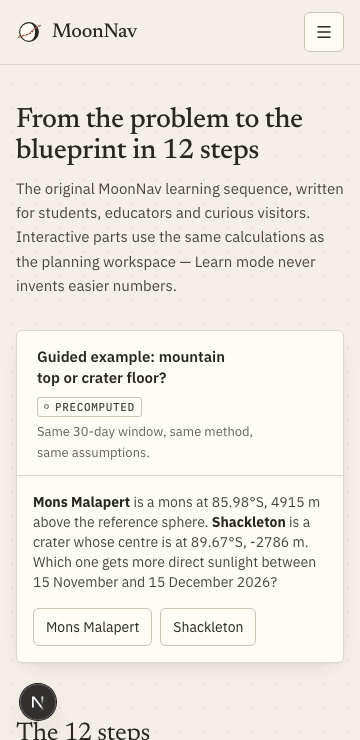 MoonNav
From the problem to the
blueprint in 12 steps
The original MoonNav learning sequence, written
for students, educators and curious visitors.
Interactive parts use the same calculations as
the planning workspace — Learn mode never
invents easier numbers.
Guided example: mountain
top or crater floor?
PRECOMPUTED
Same 30-day window, same method,
same assumptions.
Mons Malapert is a mons at 85.98°S, 4915 m
above the reference sphere. Shackleton is a
crater whose centre is at 89.67°S, -2786 m.
Which one gets more direct sunlight between
15 November and 15 December 2026?
Mons Malapert Shackleton
N
The 12 steps